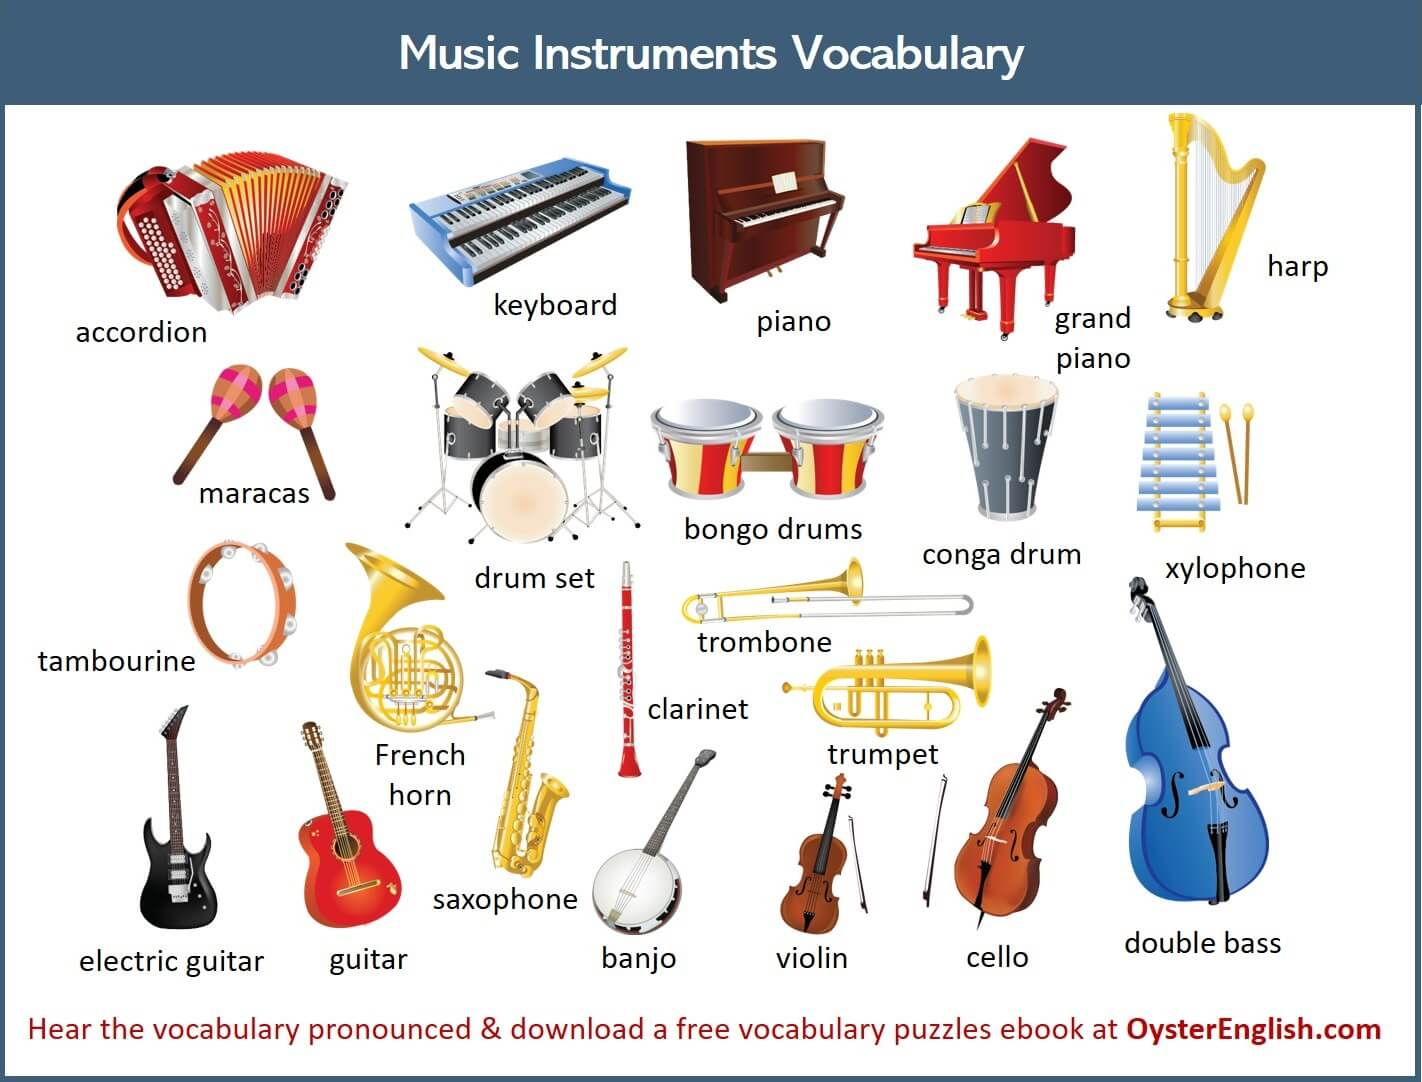 Music Instruments Vocabulary
accordion
keyboard
piano
grand
piano
harp
maracas
drum set
bongo drums
conga drum
xylophone
tambourine
French
horn
clarinet
trombone
trumpet
electric guitar
guitar
saxophone
banjo
violin
cello
double bass
Hear the vocabulary pronounced & download a free vocabulary puzzles ebook at OysterEnglish.com